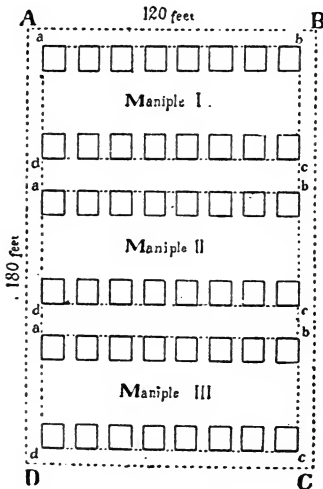 A 120 feet B
a b
Maniple I.
d c
a b
Maniple II
180 feet
d c
a b
Maniple III
d c
D C